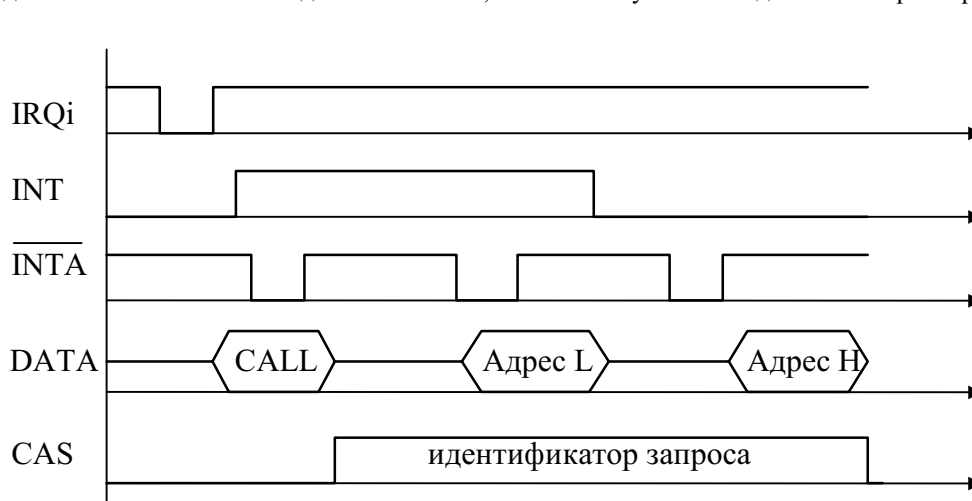 IRQi
INT
INTA
DATA
CALL
Адрес L
Адрес H
CAS
идентификатор запроса